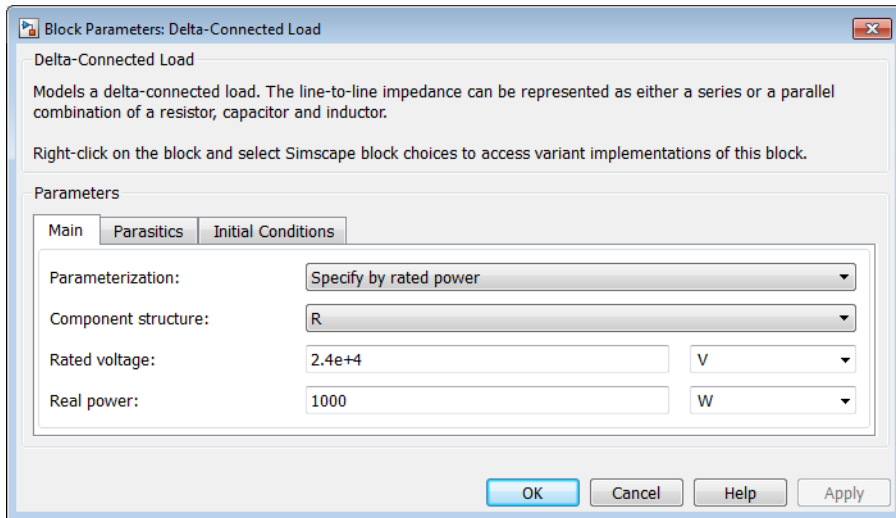 Block Parameters: Delta-Connected Load
Delta-Connected Load
Models a delta-connected load. The line-to-line impedance can be represented as either a series or a parallel
combination of a resistor, capacitor and inductor.
Right-click on the block and select Simscape block choices to access variant implementations of this block.
Parameters
Main Parasitics Initial Conditions
Parameterization: Specify by rated power
Component structure: R
Rated voltage: 2.4e+4 V
Real power: 1000 W
OK Cancel Help Apply